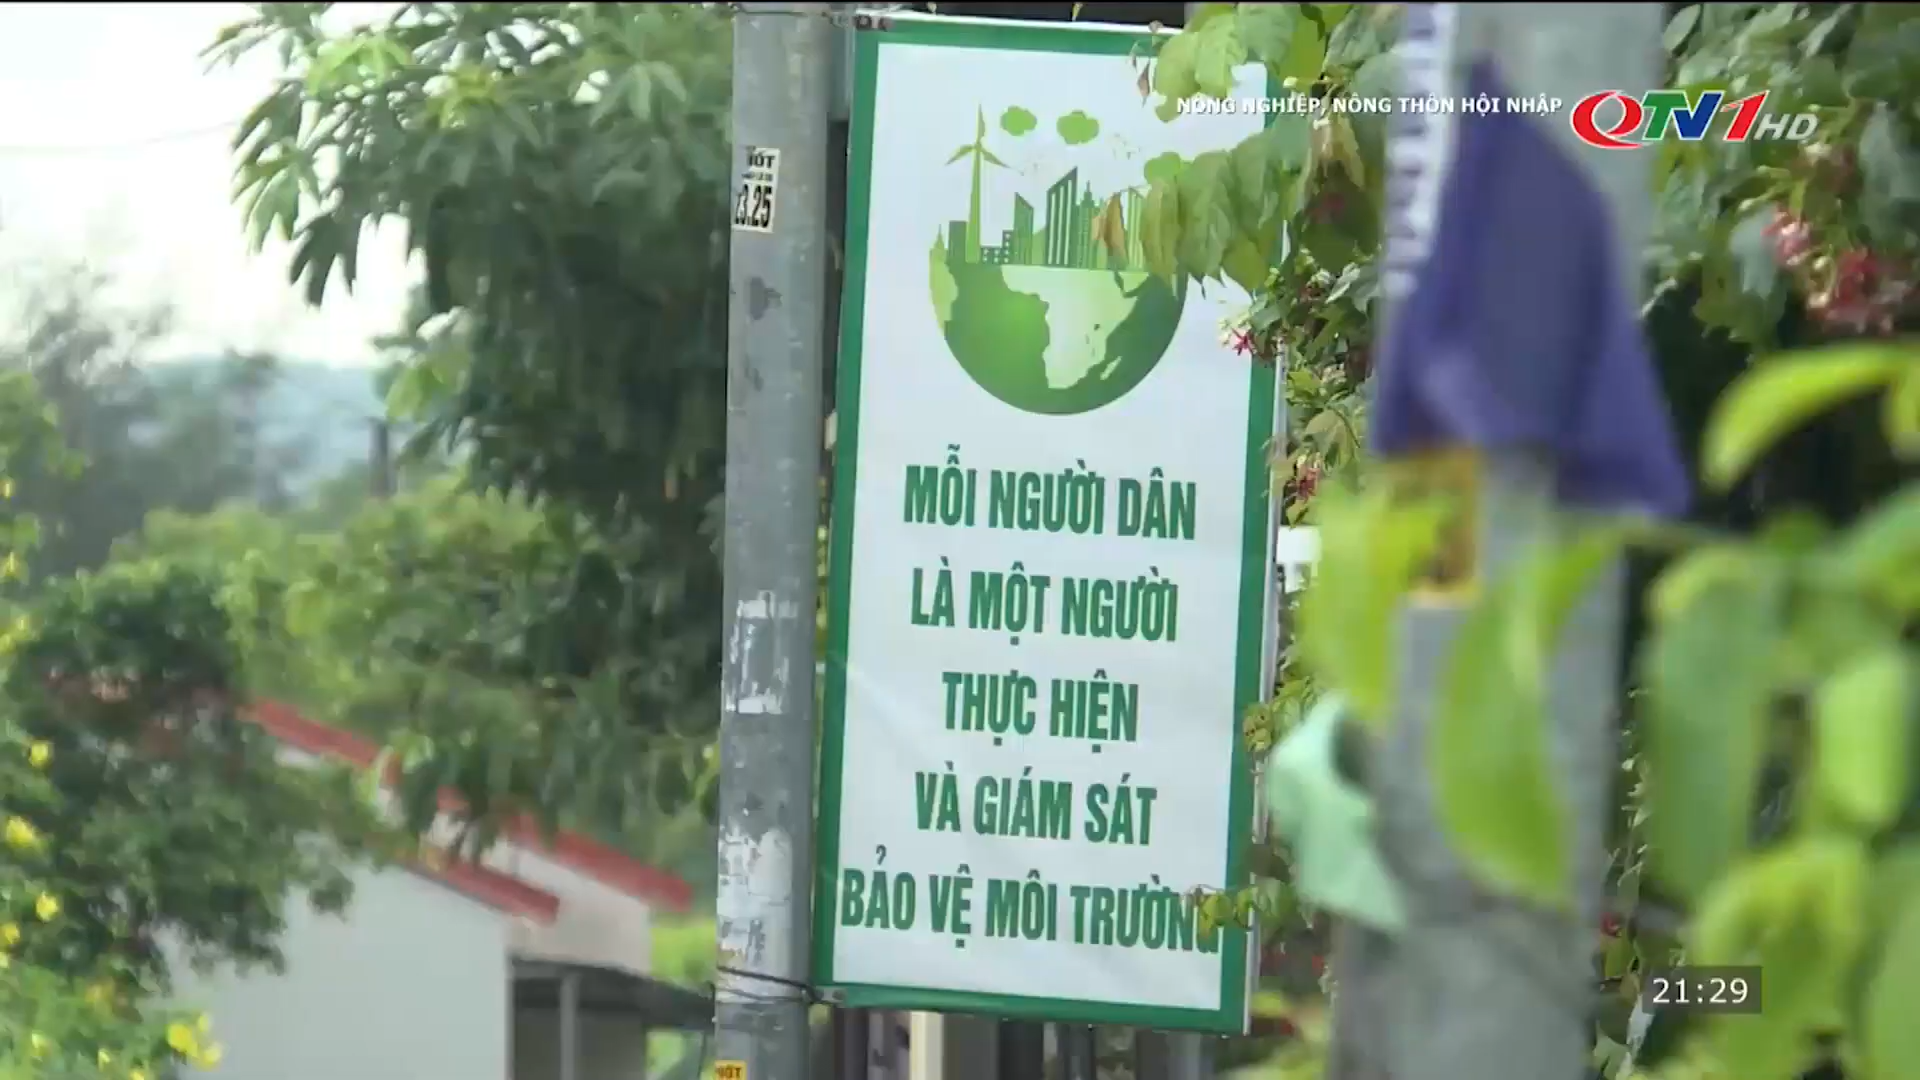 NÔNG NGHIỆP, NÔNG THÔN HỘI NHẬP QTV1HD
MỖI NGƯỜI DÂN
LÀ MỘT NGƯỜI
THỰC HIỆN
VÀ GIÁM SÁT
BẢO VỆ MÔI TRƯỜNG
21:29